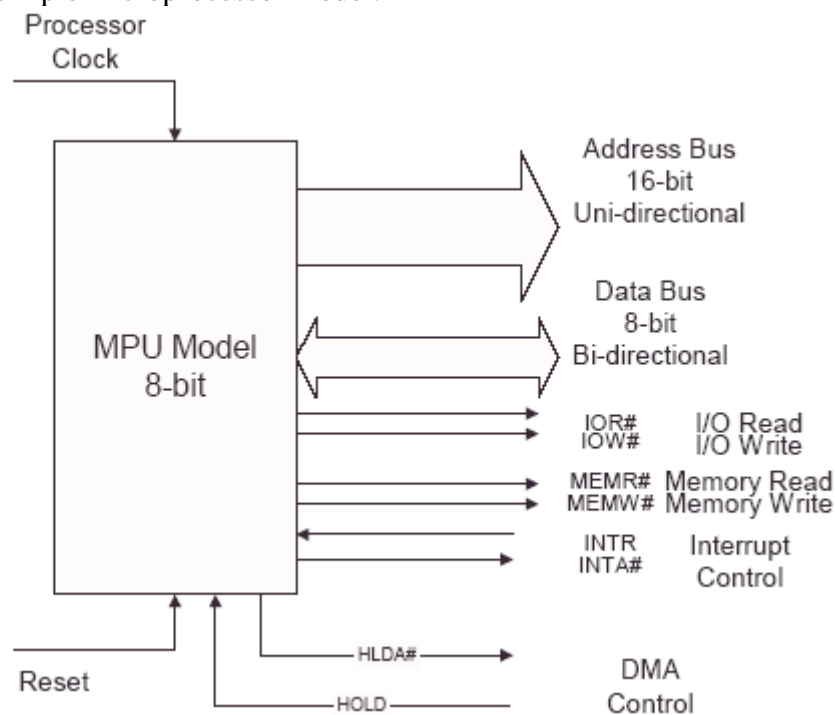 Processor
Clock
Address Bus
16-bit
Uni-directional
Data Bus
8-bit
Bi-directional
MPU Model
8-bit
IOR# I/O Read
IOW# I/O Write
MEMR# Memory Read
MEMW# Memory Write
INTR Interrupt
INTA# Control
HLDA#
DMA
Control
Reset
HOLD